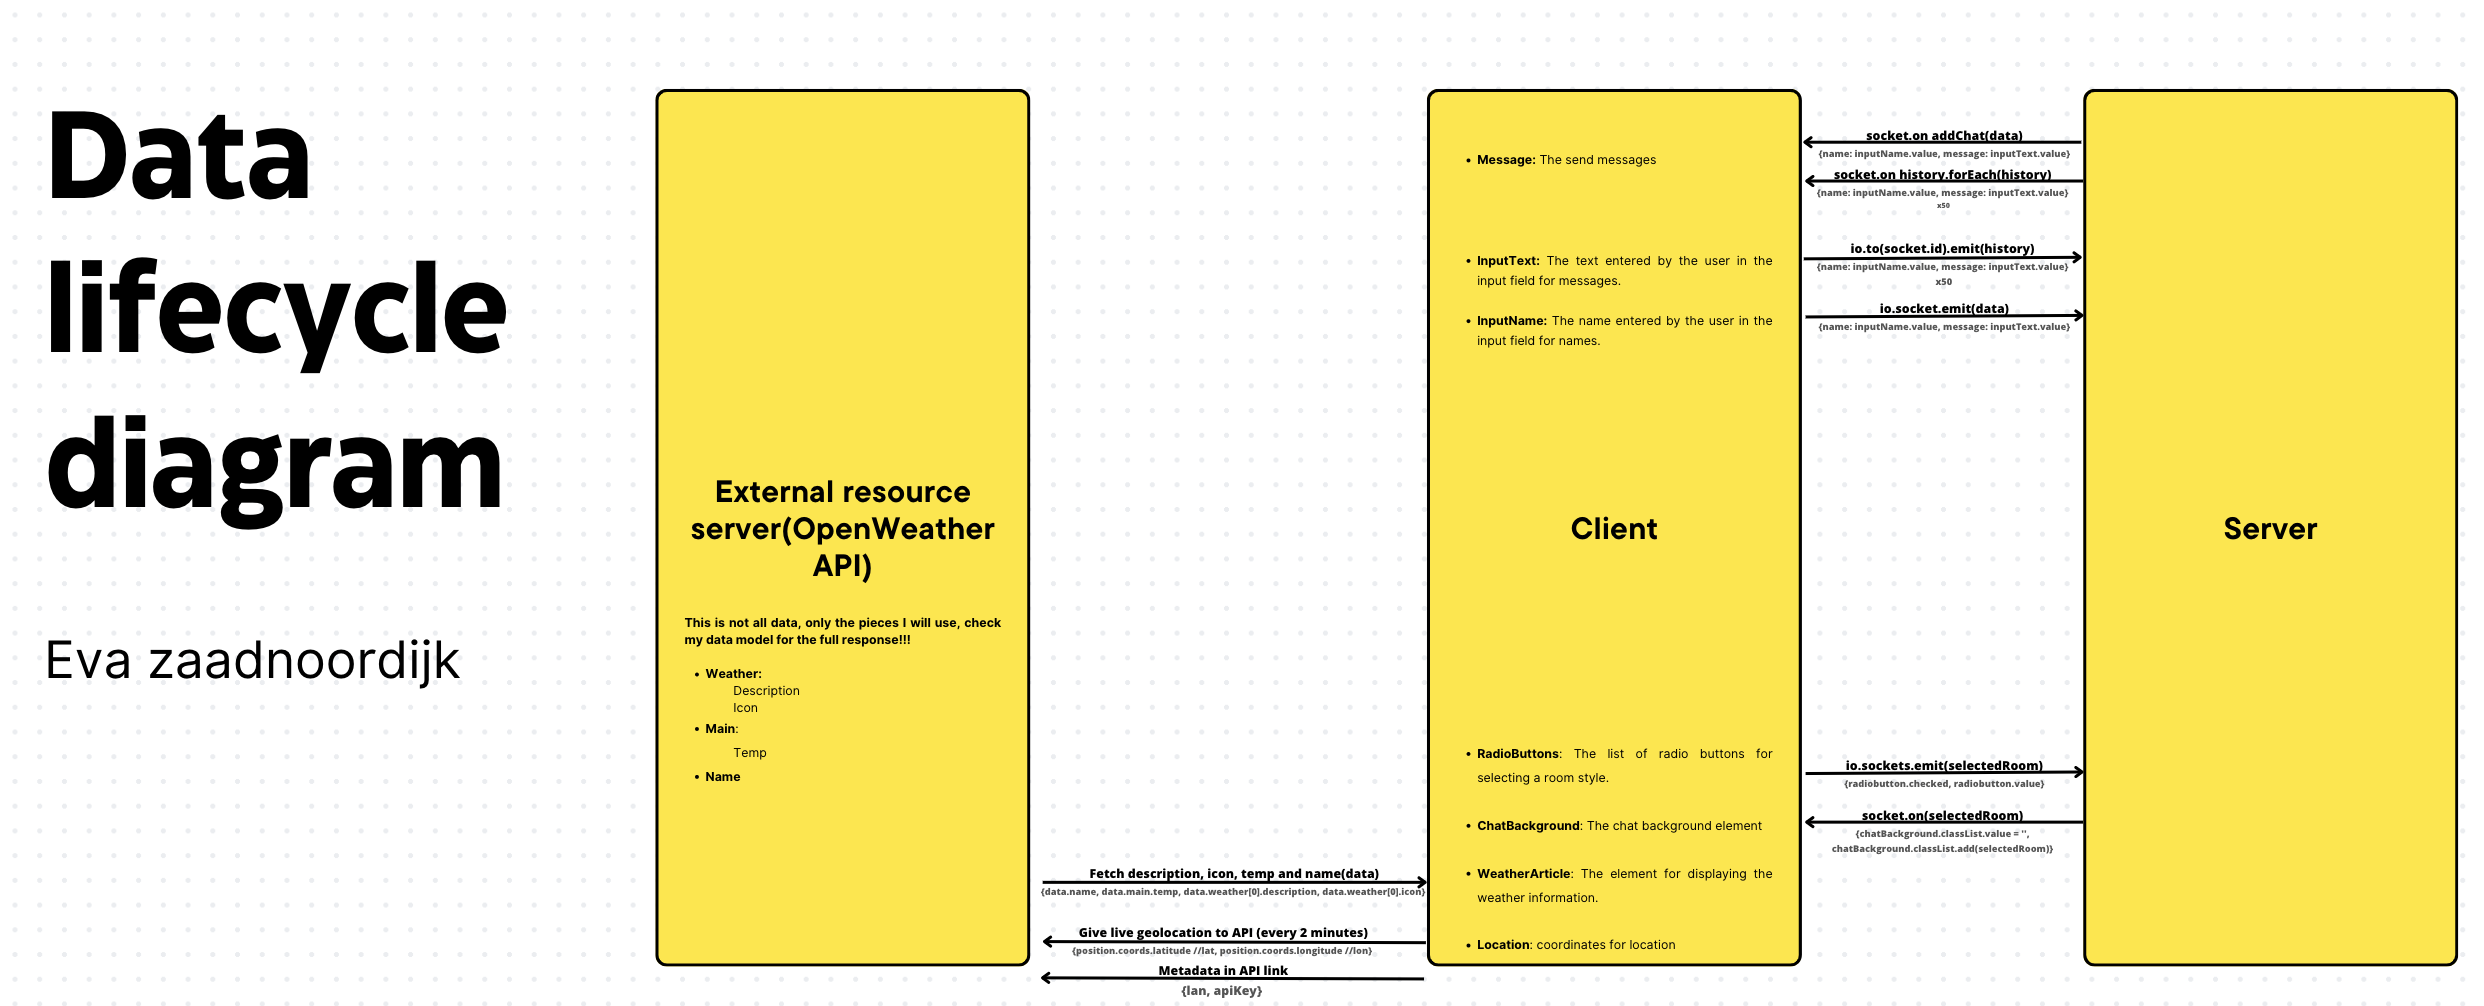 Data
lifecycle
diagram
Eva zaadnoordijk
External resource
server(OpenWeather
API)
This is not all data, only the pieces I will use, check
my data model for the full response!!!
• Weather:
Description
Icon
• Main:
Temp
• Name
Fetch description, icon, temp and name(data)
{data.name, data.main.temp, data.weather[0].description, data.weather[0].icon}
Give live geolocation to API (every 2 minutes)
{position.coords.latitude //lat, position.coords.longitude //lon}
Metadata in API link
{lan, apiKey}
• Message: The send messages
• InputText: The text entered by the user in the
input field for messages.
• InputName: The name entered by the user in the
input field for names.
Client
• RadioButtons: The list of radio buttons for
selecting a room style.
• ChatBackground: The chat background element
• WeatherArticle: The element for displaying the
weather information.
• Location: coordinates for location
socket.on addChat(data)
{name: inputName.value, message: inputText.value}
socket.on history.forEach(history)
{name: inputName.value, message: inputText.value}
x50
io.to(socket.id).emit(history)
{name: inputName.value, message: inputText.value}
x50
io.socket.emit(data)
{name: inputName.value, message: inputText.value}
io.sockets.emit(selectedRoom)
{radiobutton.checked, radiobutton.value}
socket.on(selectedRoom)
{chatBackground.classList.value = '',
chatBackground.classList.add(selectedRoom)}
Server